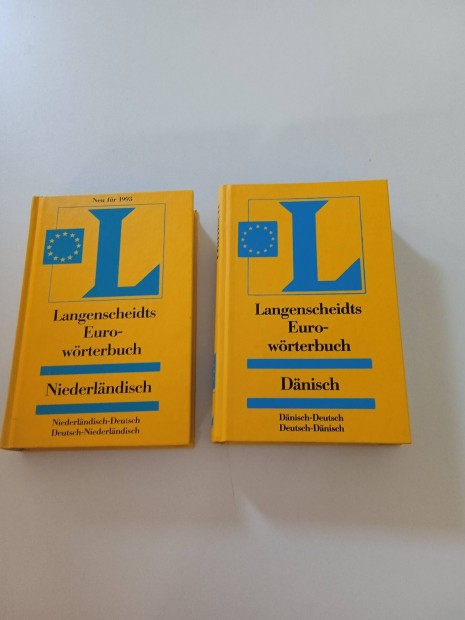 Neu für 1993
L
Langenscheidts
Euro-
wörterbuch
Niederländisch
Niederländisch-Deutsch
Deutsch-Niederländisch
L
Langenscheidts
Euro-
wörterbuch
Dänisch
Dänisch-Deutsch
Deutsch-Dänisch